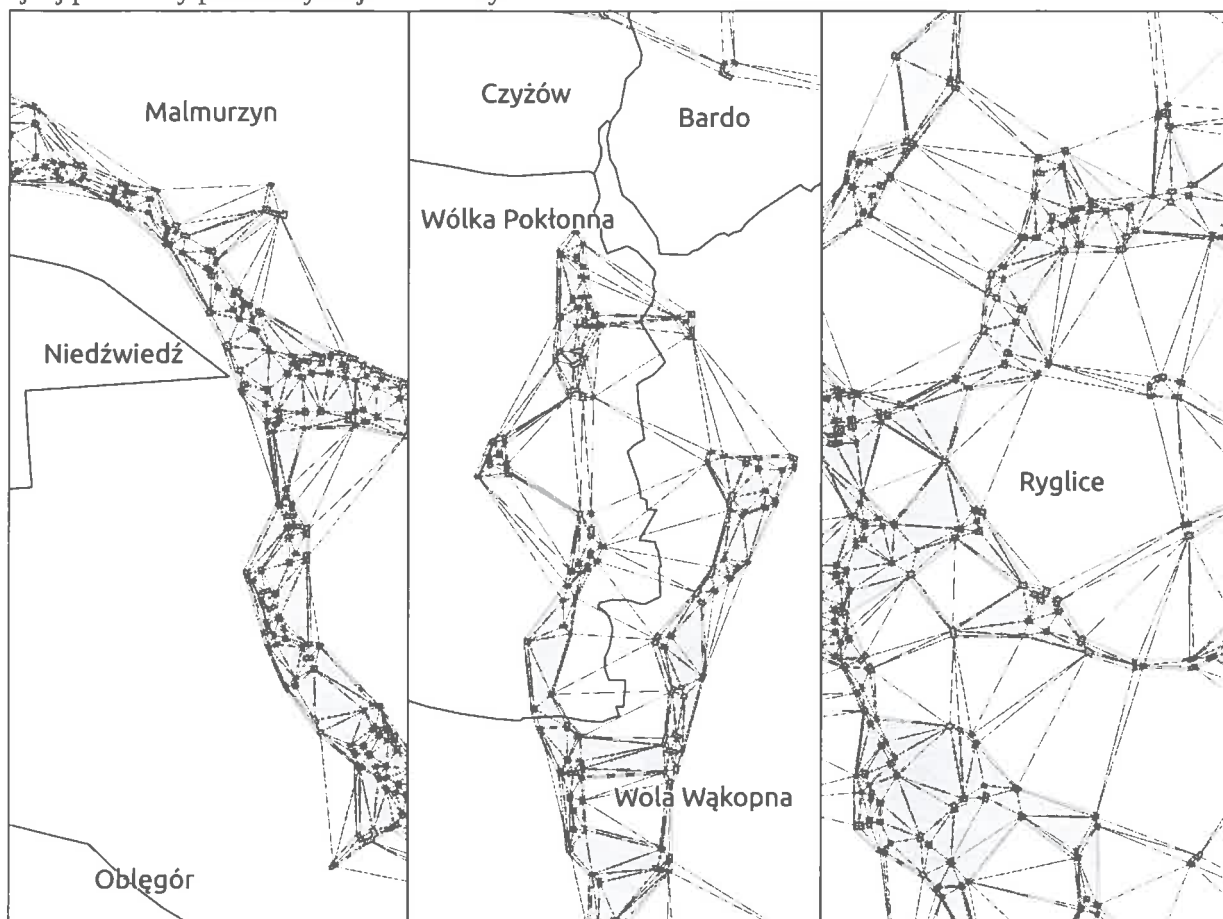 Malmurzyn
Niedźwiedź
Oblęgór
Czyżów
Bardo
Wólka Pokłonna
Wola Wąkopna
Ryglice